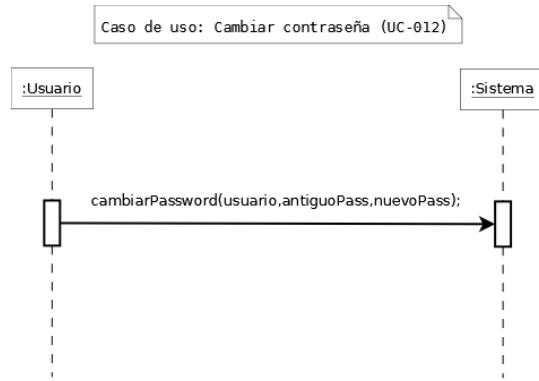 Caso de uso: Cambiar contraseña (UC-012)
:Usuario
:Sistema
cambiarPassword(usuario,antiguoPass,nuevoPass);